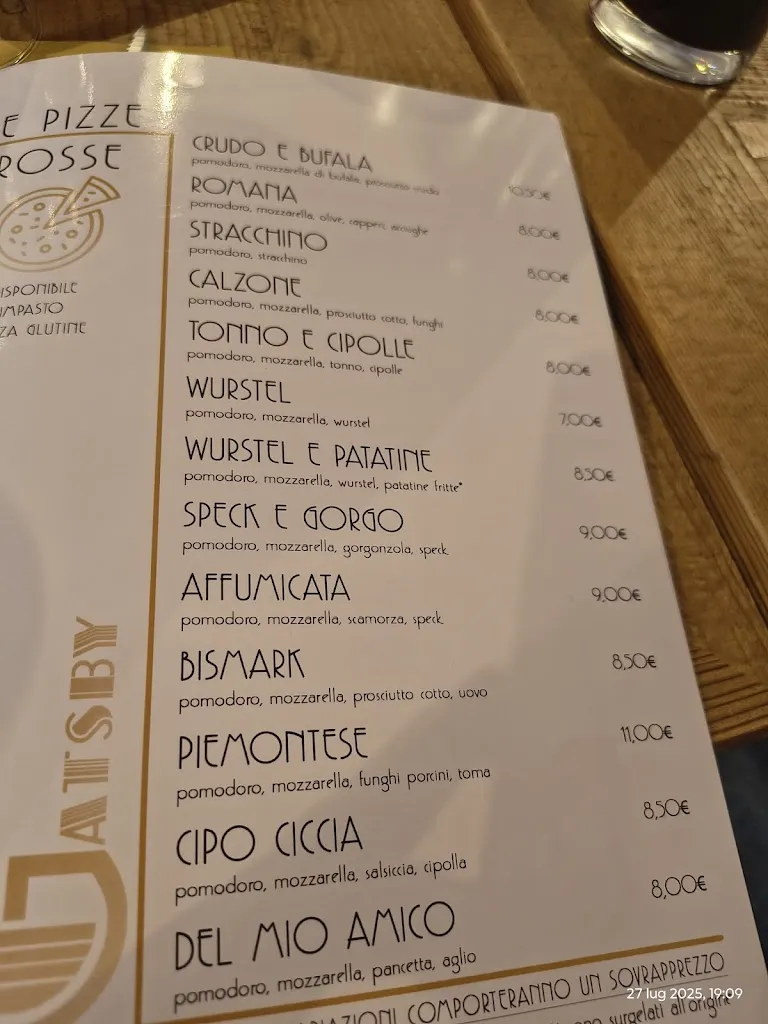 E PIZZE
ROSSE
ISPONIBILE
IMPASTO
ZA GLUTINE
GATSBY
CRUDO E BUFALA
pomodoro, mozzarella di bufala, prosciutto crudo 10,50€
ROMANA
pomodoro, mozzarella, olive, capperi, acciughe 8,00€
STRACCHINO
pomodoro, stracchino 8,00€
CALZONE
pomodoro, mozzarella, prosciutto cotto, funghi 8,00€
TONNO E CIPOLLE
pomodoro, mozzarella, tonno, cipolle 8,00€
WURSTEL
pomodoro, mozzarella, wurstel 7,00€
WURSTEL E PATATINE
pomodoro, mozzarella, wurstel, patatine fritte* 8,50€
SPECK E GORGO
pomodoro, mozzarella, gorgonzola, speck 9,00€
AFFUMICATA
pomodoro, mozzarella, scamorza, speck 9,00€
BISMARK
pomodoro, mozzarella, prosciutto cotto, uovo 8,50€
PIEMONTESE
pomodoro, mozzarella, funghi porcini, toma 11,00€
CIPO CICCIA
pomodoro, mozzarella, salsiccia, cipolla 8,50€
DEL MIO AMICO
pomodoro, mozzarella, pancetta, aglio 8,00€
RIAZIONI COMPORTERANNO UN SOVRAPPREZZO
surgelati all'origine
27 lug 2025, 19:09